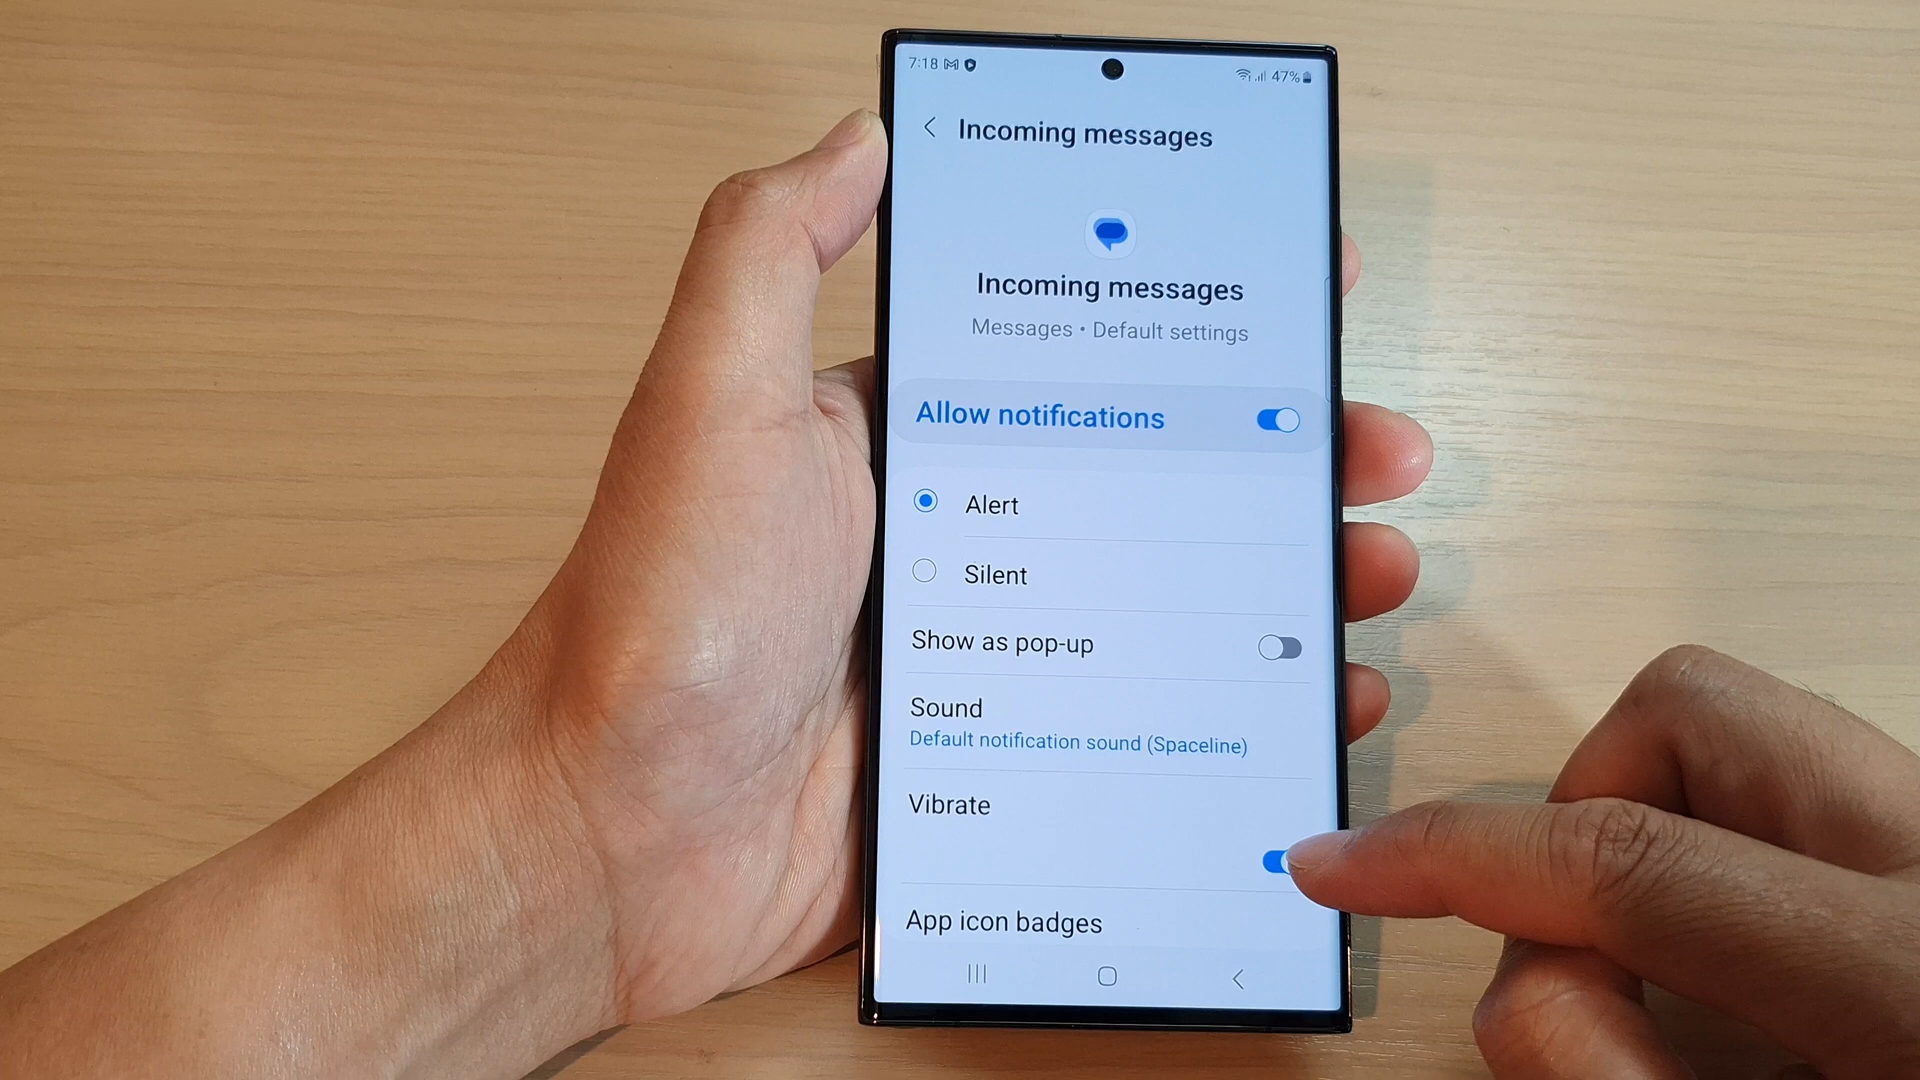 7:18
47%
Incoming messages
Incoming messages
Messages • Default settings
Allow notifications
Alert
Silent
Show as pop-up
Sound
Default notification sound (Spaceline)
Vibrate
App icon badges